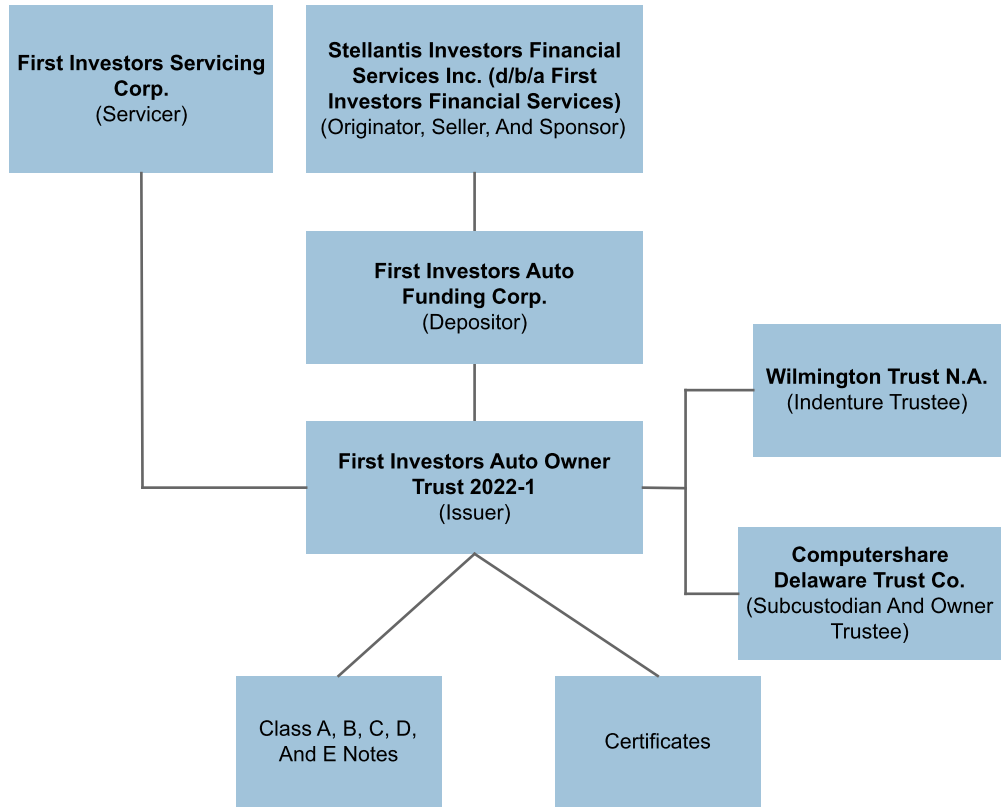 First Investors Servicing
Corp.
(Servicer)
Stellantis Investors Financial
Services Inc. (d/b/a First
Investors Financial Services)
(Originator, Seller, And Sponsor)
First Investors Auto
Funding Corp.
(Depositor)
Wilmington Trust N.A.
(Indenture Trustee)
First Investors Auto Owner
Trust 2022-1
(Issuer)
Computershare
Delaware Trust Co.
(Subcustodian And Owner
Trustee)
Class A, B, C, D,
And E Notes
Certificates